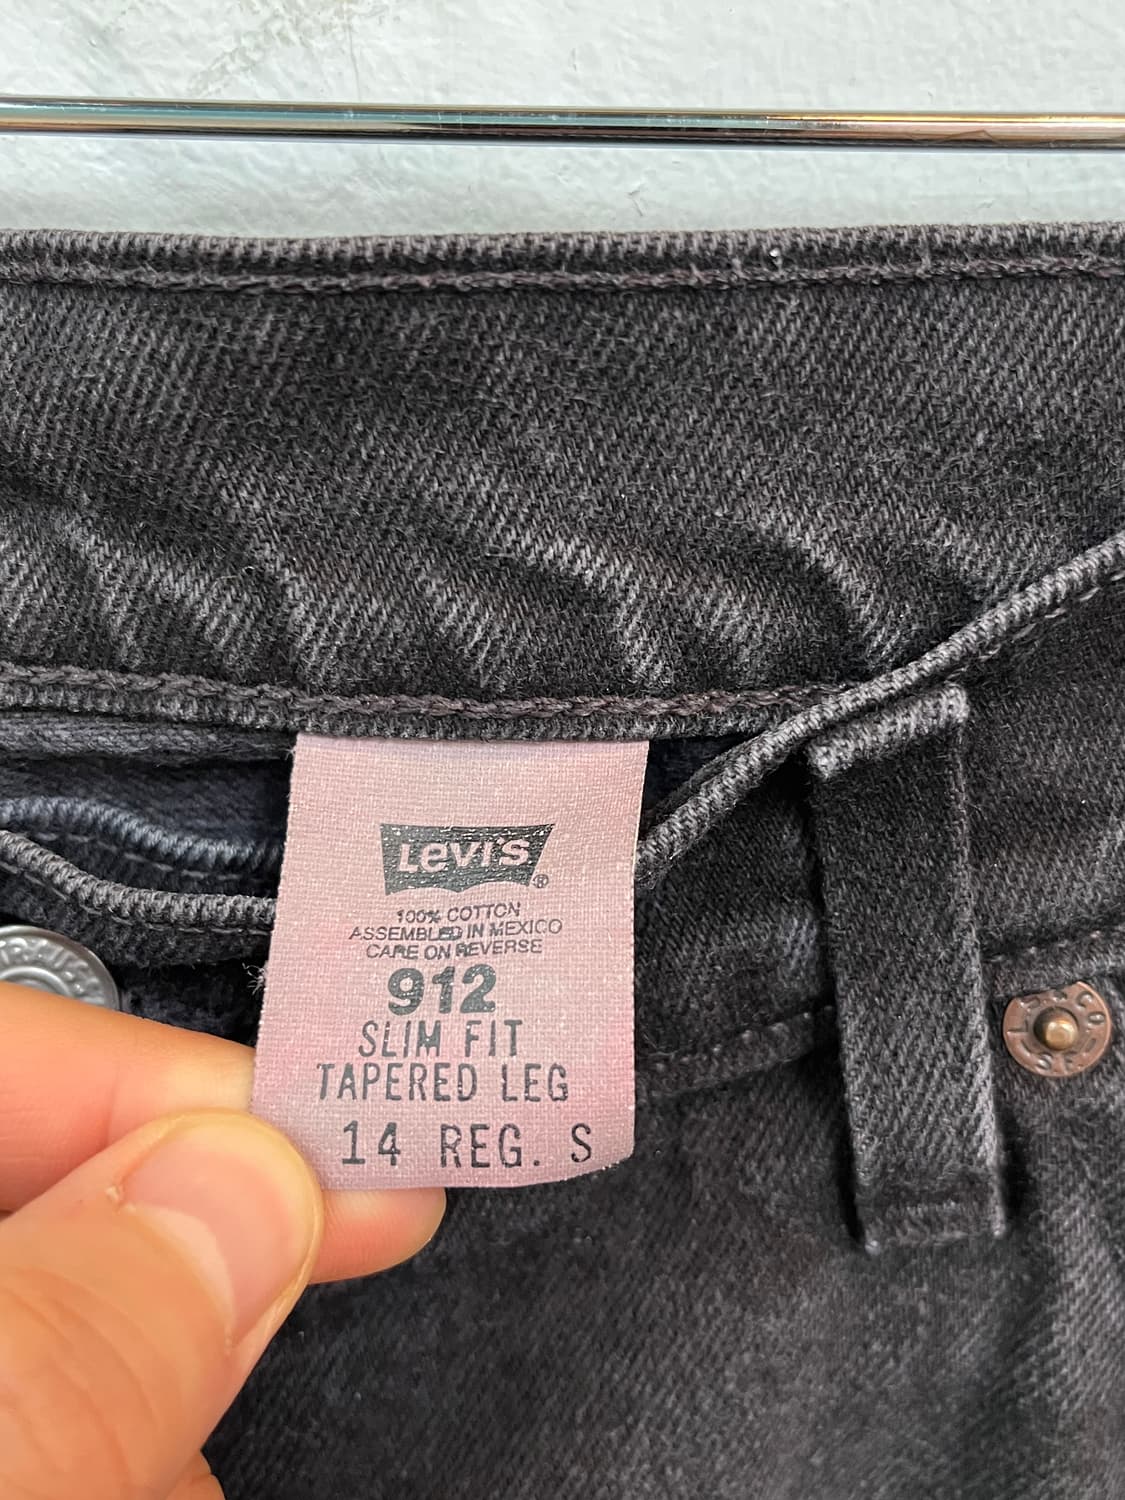 Levi's®
100% COTTON
ASSEMBLED IN MEXICO
CARE ON REVERSE
912
SLIM FIT
TAPERED LEG
14 REG. S